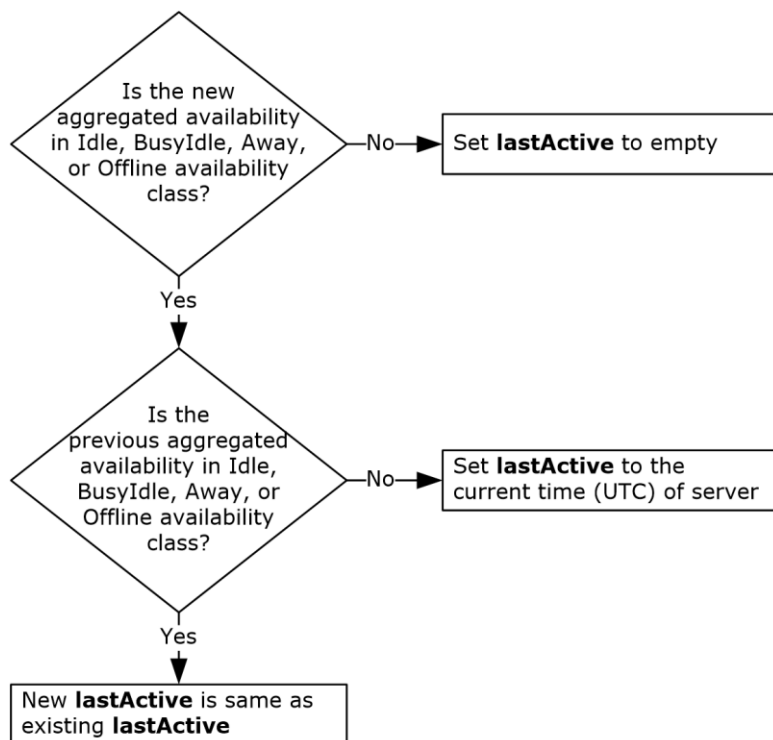 Is the new
aggregated availability
in Idle, BusyIdle, Away,
or Offline availability
class?
No
Set lastActive to empty
Yes
Is the
previous aggregated
availability in Idle,
BusyIdle, Away, or
Offline availability
class?
No
Set lastActive to the
current time (UTC) of server
Yes
New lastActive is same as
existing lastActive